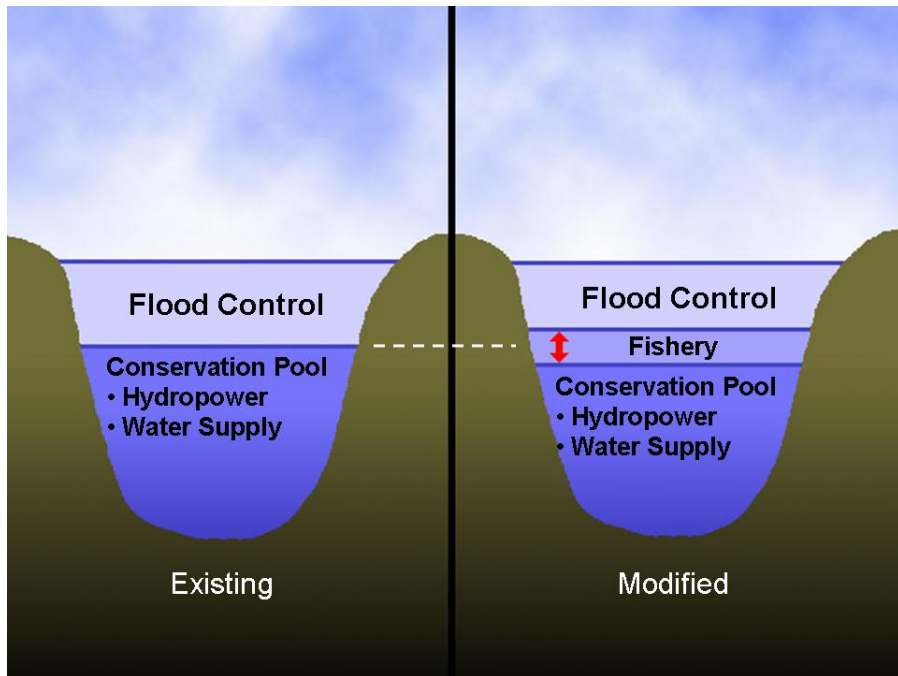 Flood Control
Conservation Pool
• Hydropower
• Water Supply
Existing
Flood Control
Fishery
Conservation Pool
• Hydropower
• Water Supply
Modified